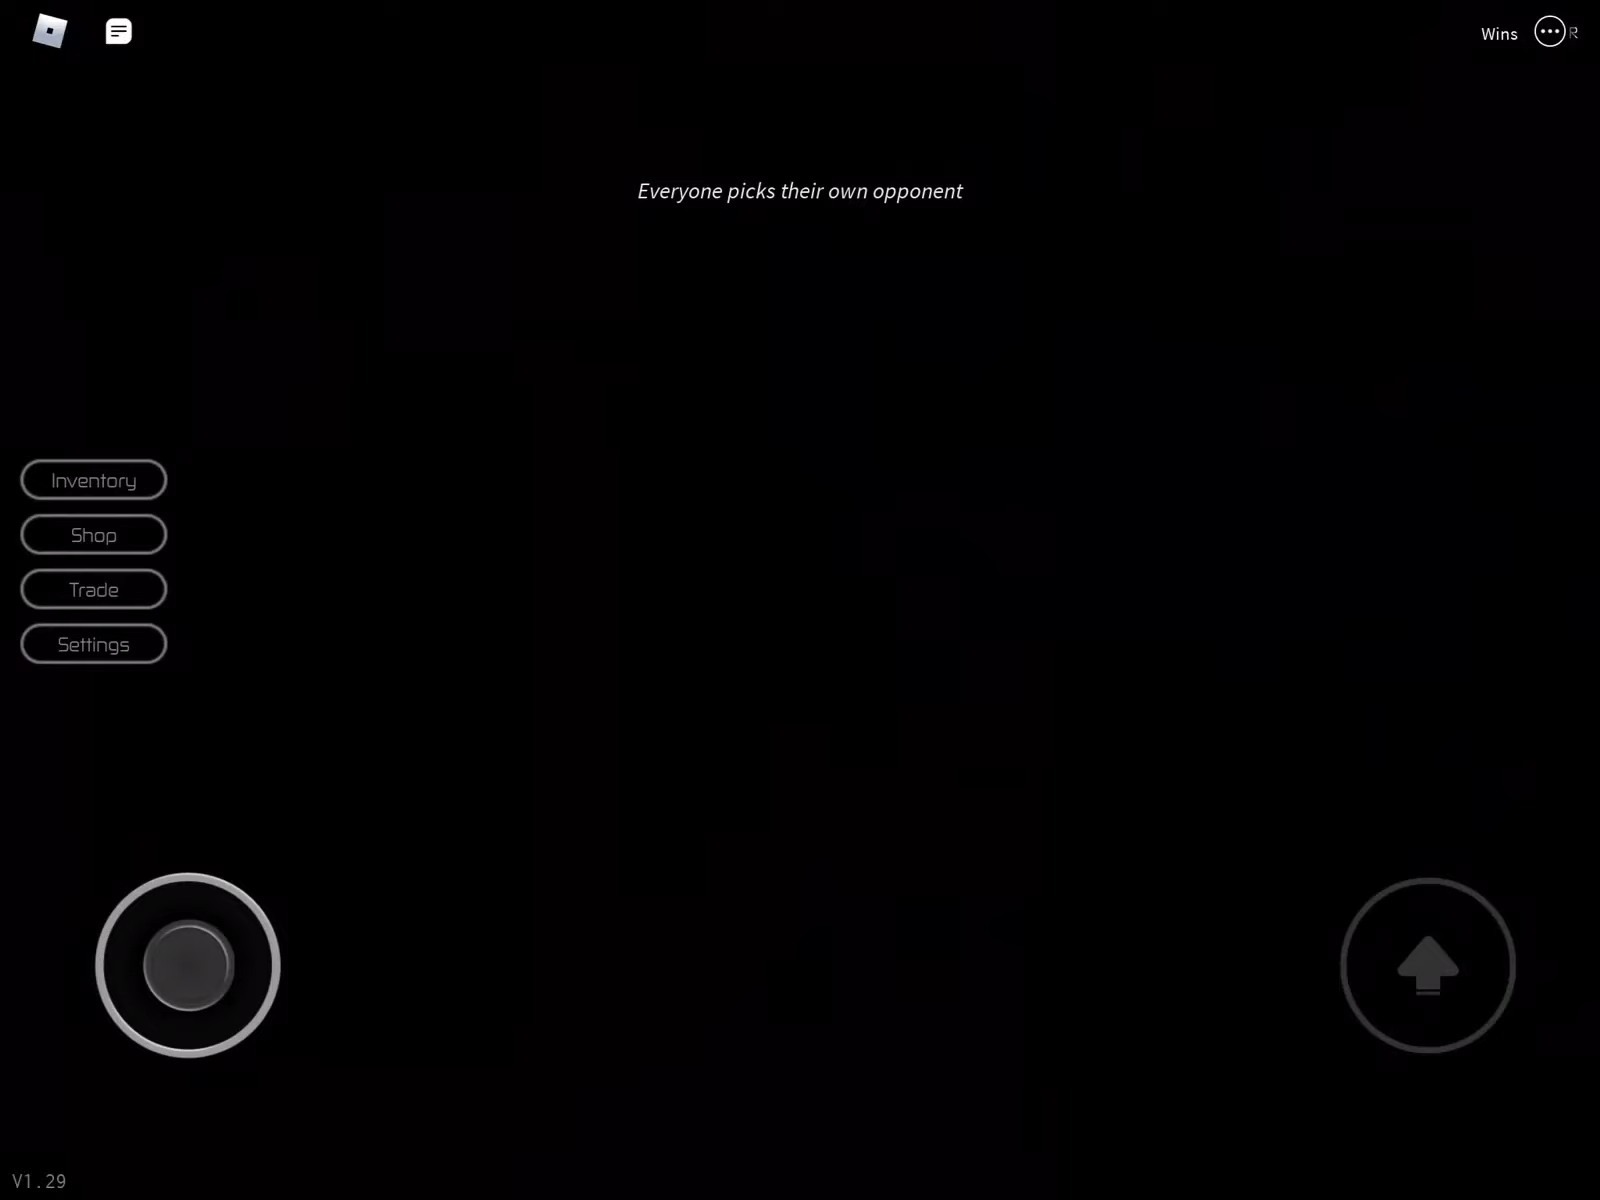 Wins
R
Everyone picks their own opponent
Inventory
Shop
Trade
Settings
V1.29